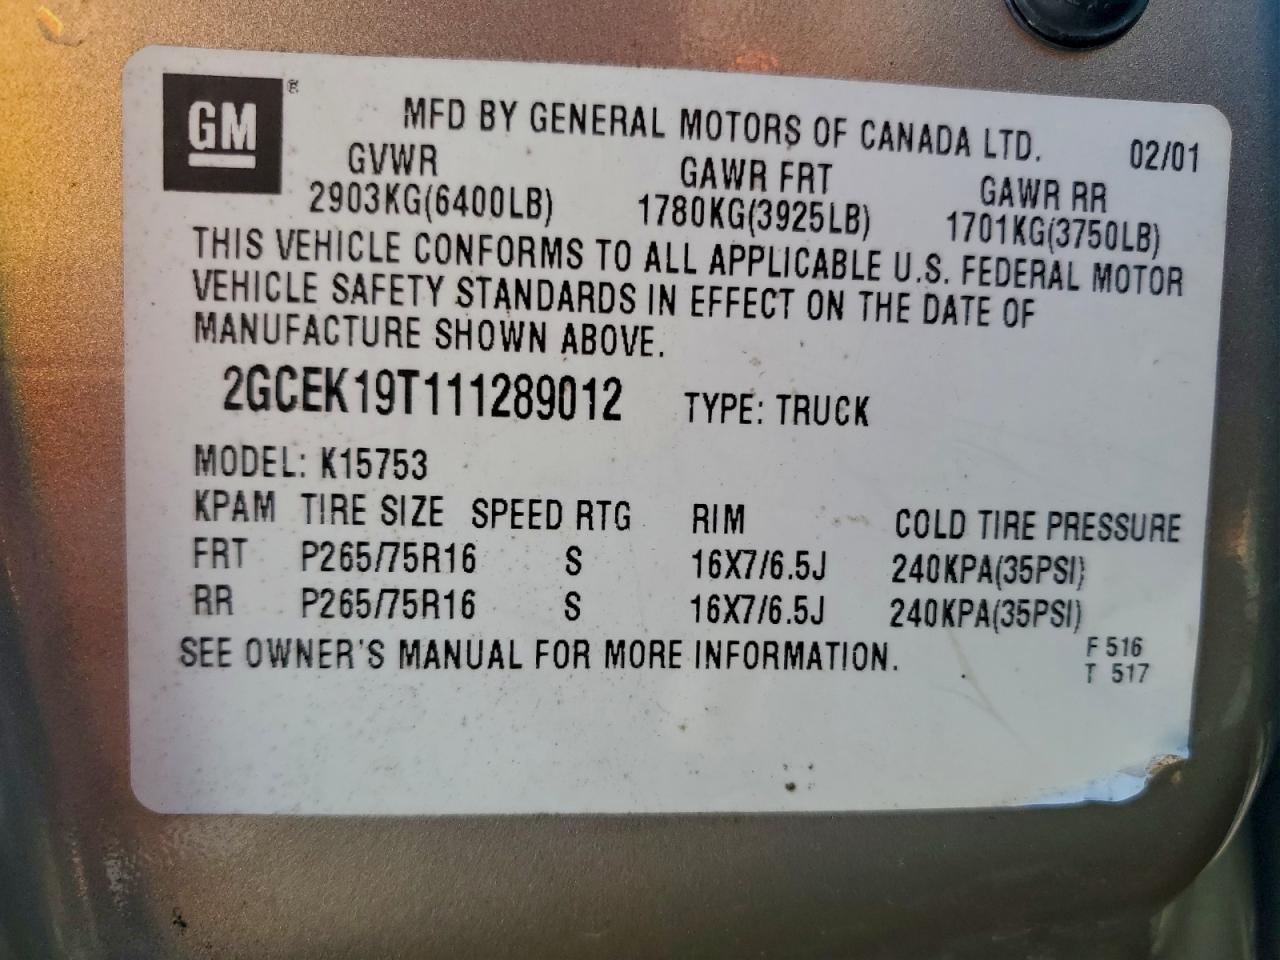 GM ®
MFD BY GENERAL MOTORS OF CANADA LTD. 02/01
GVWR GAWR FRT GAWR RR
2903KG(6400LB) 1780KG(3925LB) 1701KG(3750LB)
THIS VEHICLE CONFORMS TO ALL APPLICABLE U.S. FEDERAL MOTOR
VEHICLE SAFETY STANDARDS IN EFFECT ON THE DATE OF
MANUFACTURE SHOWN ABOVE.
2GCEK19T111289012 TYPE: TRUCK
MODEL: K15753
KPAM TIRE SIZE SPEED RTG RIM COLD TIRE PRESSURE
FRT P265/75R16 S 16X7/6.5J 240KPA(35PSI)
RR P265/75R16 S 16X7/6.5J 240KPA(35PSI)
SEE OWNER'S MANUAL FOR MORE INFORMATION. F 516
T 517